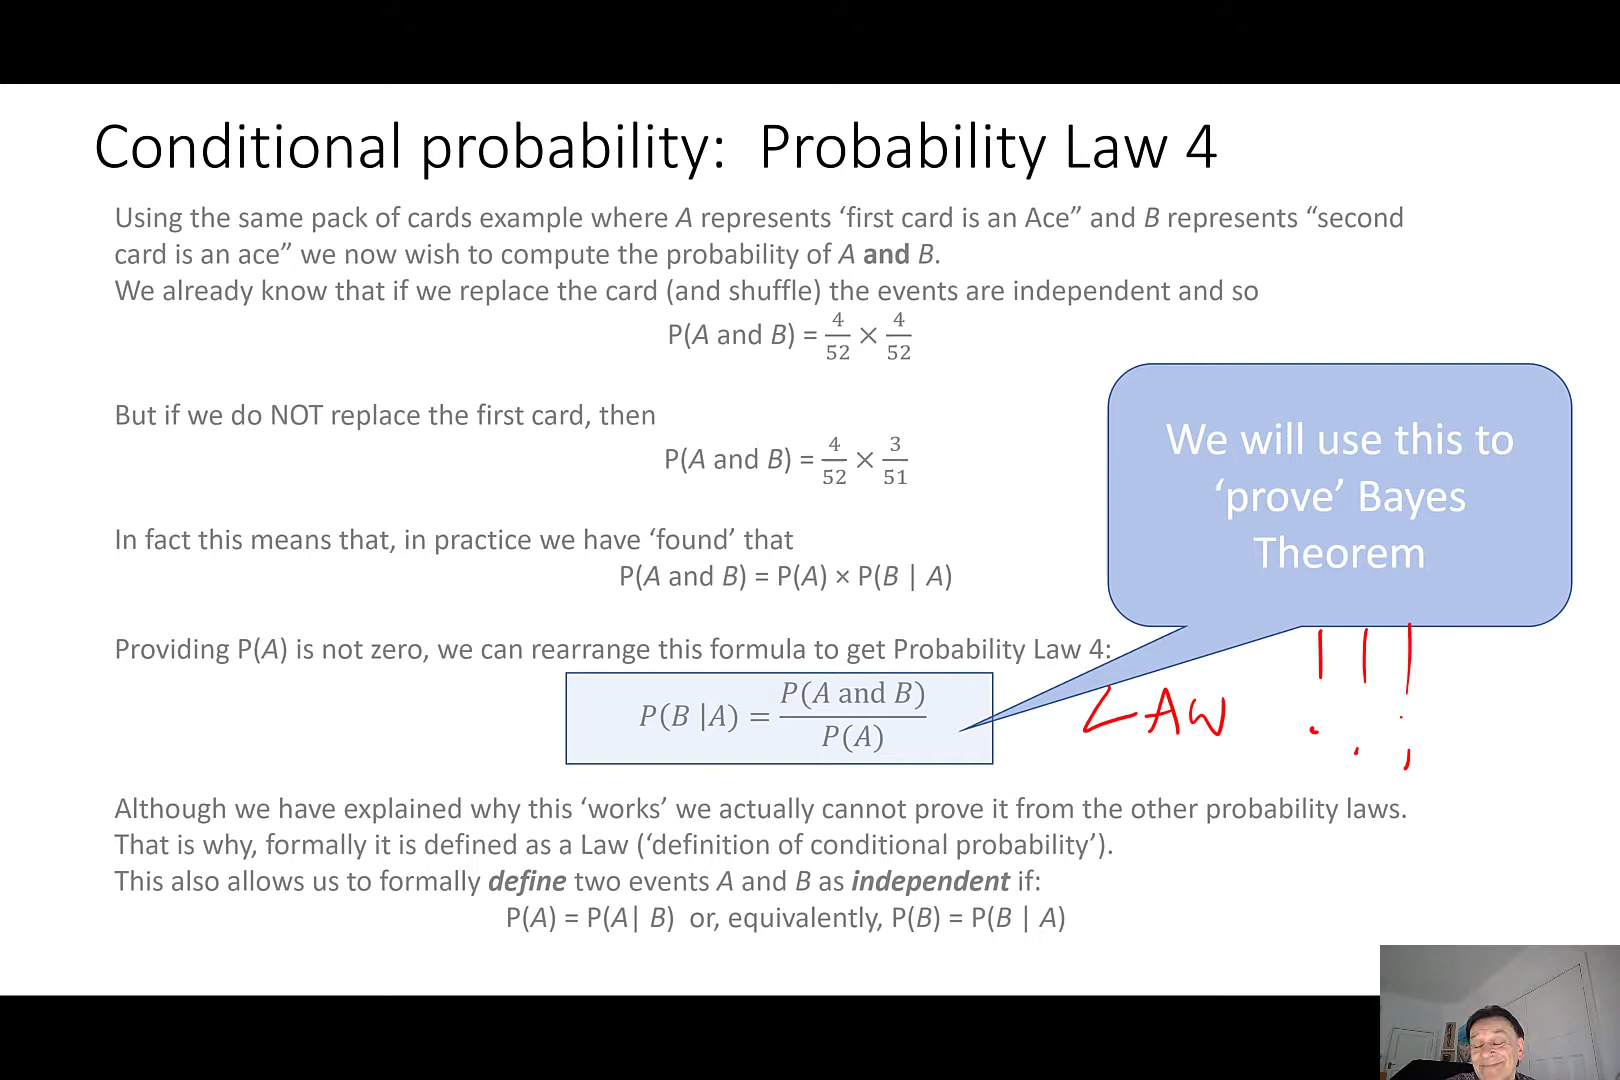 Conditional probability:  Probability Law 4
Using the same pack of cards example where A represents ‘first card is an Ace” and B represents “second
card is an ace” we now wish to compute the probability of A and B.
We already know that if we replace the card (and shuffle) the events are independent and so
P(A and B) = 4/52 × 4/52
But if we do NOT replace the first card, then
P(A and B) = 4/52 × 3/51
In fact this means that, in practice we have ‘found’ that
P(A and B) = P(A) × P(B | A)
Providing P(A) is not zero, we can rearrange this formula to get Probability Law 4:
P(B |A) = P(A and B)/P(A)
We will use this to
‘prove’ Bayes
Theorem
LAW !!!
Although we have explained why this ‘works’ we actually cannot prove it from the other probability laws.
That is why, formally it is defined as a Law (‘definition of conditional probability’).
This also allows us to formally define two events A and B as independent if:
P(A) = P(A| B)  or, equivalently, P(B) = P(B | A)